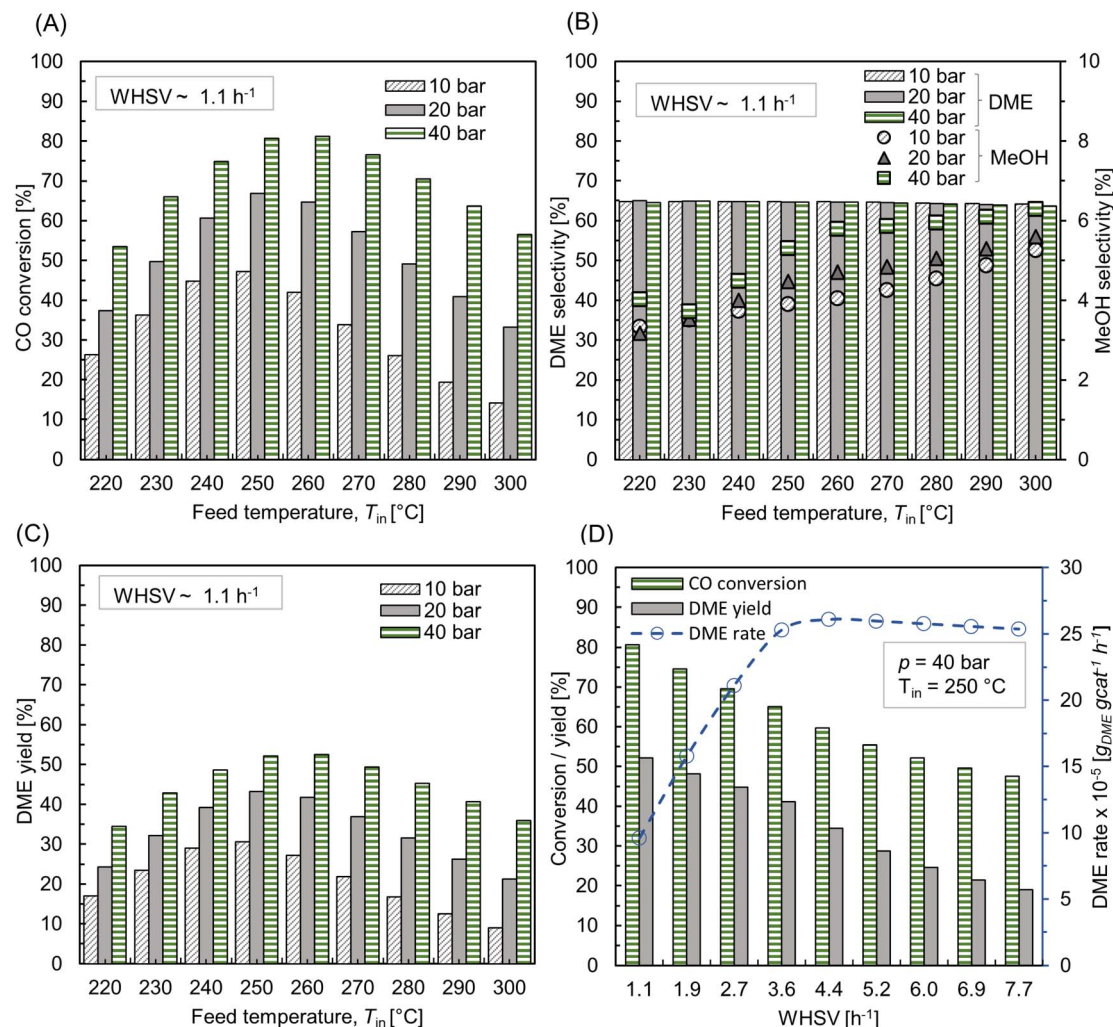 (A)
CO conversion [%]
100
90
80
70
60
50
40
30
20
10
0
WHSV ~ 1.1 h⁻¹
10 bar
20 bar
40 bar
220 230 240 250 260 270 280 290 300
Feed temperature, Tin [°C]
(B)
DME selectivity [%]
100
90
80
70
60
50
40
30
20
10
0
WHSV ~ 1.1 h⁻¹
10 bar
20 bar
40 bar
DME
10 bar
20 bar
40 bar
MeOH
10
8
6
4
2
0
MeOH selectivity [%]
220 230 240 250 260 270 280 290 300
Feed temperature, Tin [°C]
(C)
DME yield [%]
100
90
80
70
60
50
40
30
20
10
0
WHSV ~ 1.1 h⁻¹
10 bar
20 bar
40 bar
220 230 240 250 260 270 280 290 300
Feed temperature, Tin [°C]
(D)
Conversion / yield [%]
100
90
80
70
60
50
40
30
20
10
0
CO conversion
DME yield
DME rate
p = 40 bar
Tin = 250 °C
30
25
20
15
10
5
0
DME rate x 10⁻⁵ [gDME gcat⁻¹ h⁻¹]
1.1 1.9 2.7 3.6 4.4 5.2 6.0 6.9 7.7
WHSV [h⁻¹]